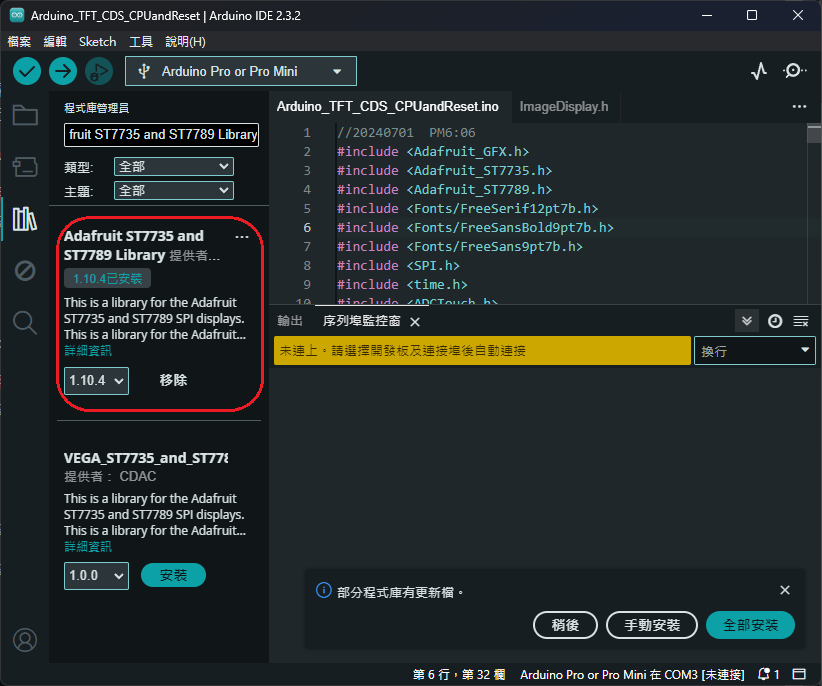 Arduino_TFT_CDS_CPUandReset | Arduino IDE 2.3.2
檔案 編輯 Sketch 工具 說明(H)
Arduino Pro or Pro Mini
程式庫管理員
fruit ST7735 and ST7789 Library
類型: 全部
主題: 全部
Adafruit ST7735 and
ST7789 Library 提供者...
1.10.4已安裝
This is a library for the Adafruit
ST7735 and ST7789 SPI displays.
This is a library for the Adafruit...
詳細資訊
1.10.4 移除
VEGA_ST7735_and_ST778
提供者： CDAC
This is a library for the Adafruit
ST7735 and ST7789 SPI displays.
This is a library for the Adafruit...
詳細資訊
1.0.0 安裝
Arduino_TFT_CDS_CPUandReset.ino ImageDisplay.h
1 //20240701  PM6:06
2 #include <Adafruit_GFX.h>
3 #include <Adafruit_ST7735.h>
4 #include <Adafruit_ST7789.h>
5 #include <Fonts/FreeSerif12pt7b.h>
6 #include <Fonts/FreeSansBold9pt7b.h>
7 #include <Fonts/FreeSans9pt7b.h>
8 #include <SPI.h>
9 #include <time.h>
10 #include <ADCTouch.h>
輸出 序列埠監控窗
未連上。請選擇開發板及連接埠後自動連接 換行
部分程式庫有更新檔。
稍後 手動安裝 全部安裝
第 6 行，第 32 欄 Arduino Pro or Pro Mini 在 COM3 [未連接] 1